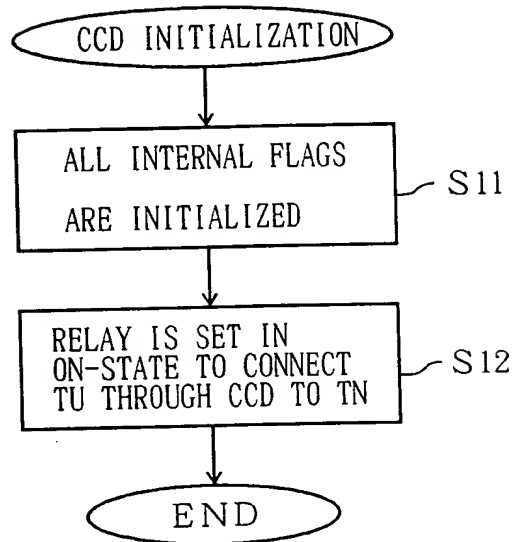 CCD INITIALIZATION
ALL INTERNAL FLAGS
ARE INITIALIZED
S11
RELAY IS SET IN
ON-STATE TO CONNECT
TU THROUGH CCD TO TN
S12
END